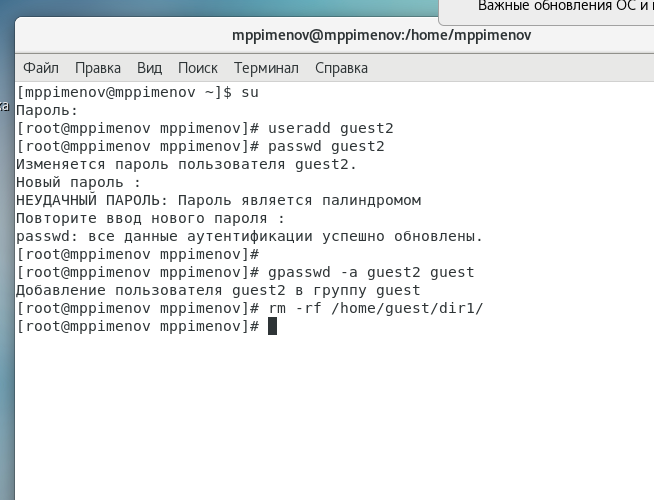 Важные обновления ОС и
mppimenov@mppimenov:/home/mppimenov
Файл Правка Вид Поиск Терминал Справка
[mppimenov@mppimenov ~]$ su
Пароль:
[root@mppimenov mppimenov]# useradd guest2
[root@mppimenov mppimenov]# passwd guest2
Изменяется пароль пользователя guest2.
Новый пароль :
НЕУДАЧНЫЙ ПАРОЛЬ: Пароль является палиндромом
Повторите ввод нового пароля :
passwd: все данные аутентификации успешно обновлены.
[root@mppimenov mppimenov]#
[root@mppimenov mppimenov]# gpasswd -a guest2 guest
Добавление пользователя guest2 в группу guest
[root@mppimenov mppimenov]# rm -rf /home/guest/dir1/
[root@mppimenov mppimenov]#